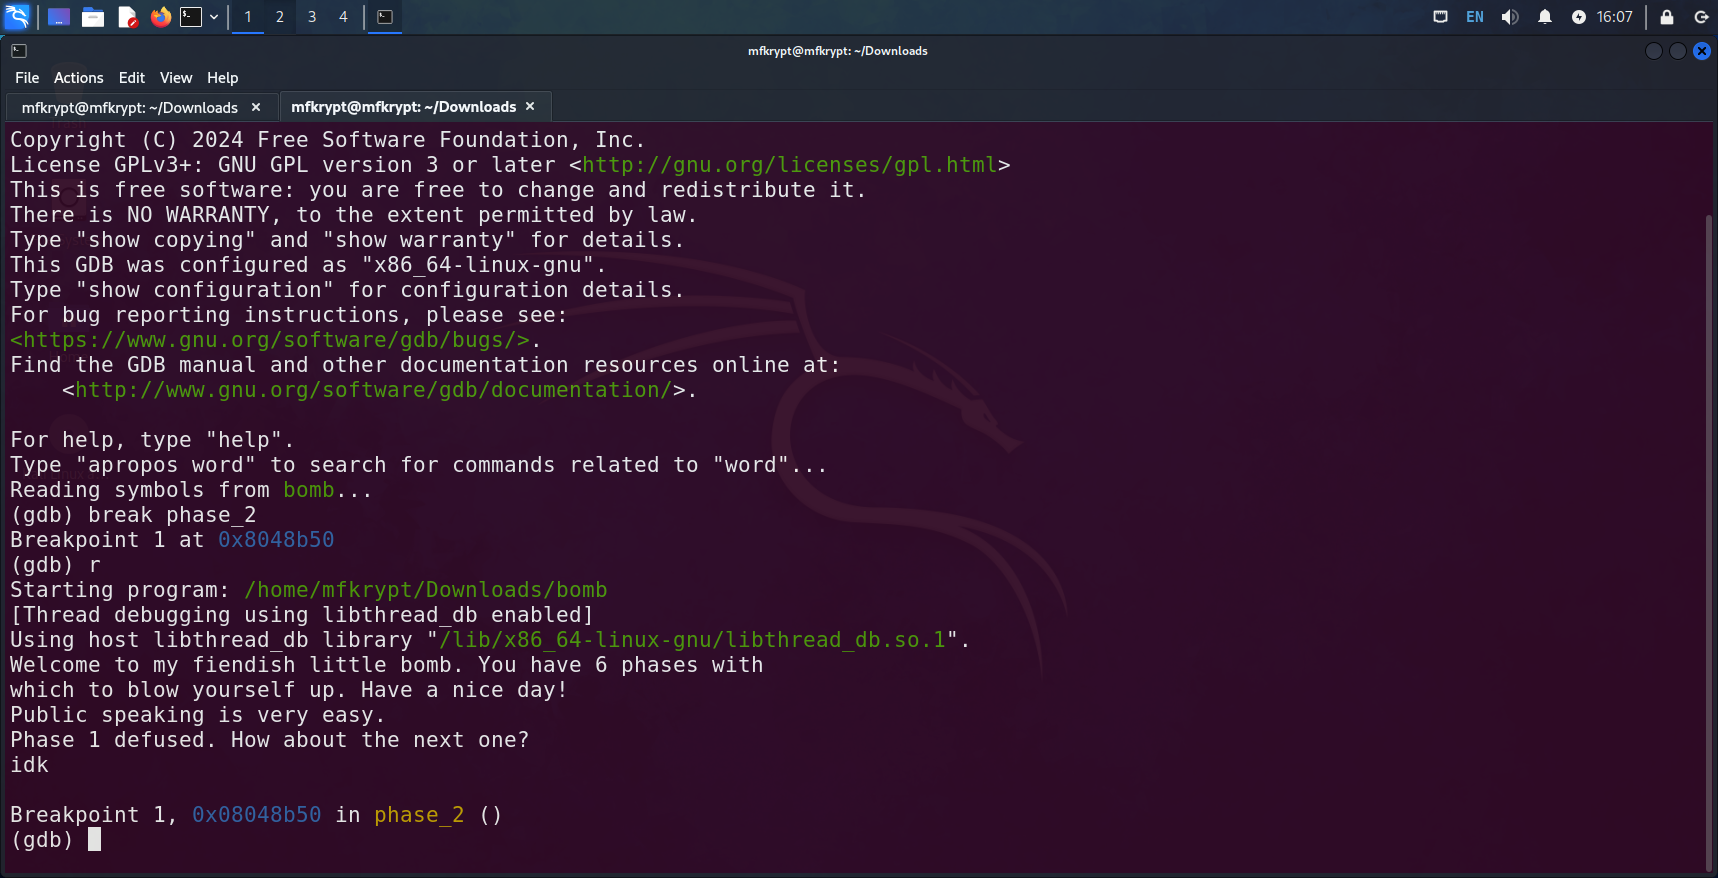 1 2 3 4
EN 16:07
mfkrypt@mfkrypt: ~/Downloads
File Actions Edit View Help
mfkrypt@mfkrypt: ~/Downloads × mfkrypt@mfkrypt: ~/Downloads ×
Copyright (C) 2024 Free Software Foundation, Inc.
License GPLv3+: GNU GPL version 3 or later <http://gnu.org/licenses/gpl.html>
This is free software: you are free to change and redistribute it.
There is NO WARRANTY, to the extent permitted by law.
Type "show copying" and "show warranty" for details.
This GDB was configured as "x86_64-linux-gnu".
Type "show configuration" for configuration details.
For bug reporting instructions, please see:
<https://www.gnu.org/software/gdb/bugs/>.
Find the GDB manual and other documentation resources online at:
    <http://www.gnu.org/software/gdb/documentation/>.

For help, type "help".
Type "apropos word" to search for commands related to "word"...
Reading symbols from bomb...
(gdb) break phase_2
Breakpoint 1 at 0x8048b50
(gdb) r
Starting program: /home/mfkrypt/Downloads/bomb
[Thread debugging using libthread_db enabled]
Using host libthread_db library "/lib/x86_64-linux-gnu/libthread_db.so.1".
Welcome to my fiendish little bomb. You have 6 phases with
which to blow yourself up. Have a nice day!
Public speaking is very easy.
Phase 1 defused. How about the next one?
idk

Breakpoint 1, 0x08048b50 in phase_2 ()
(gdb)